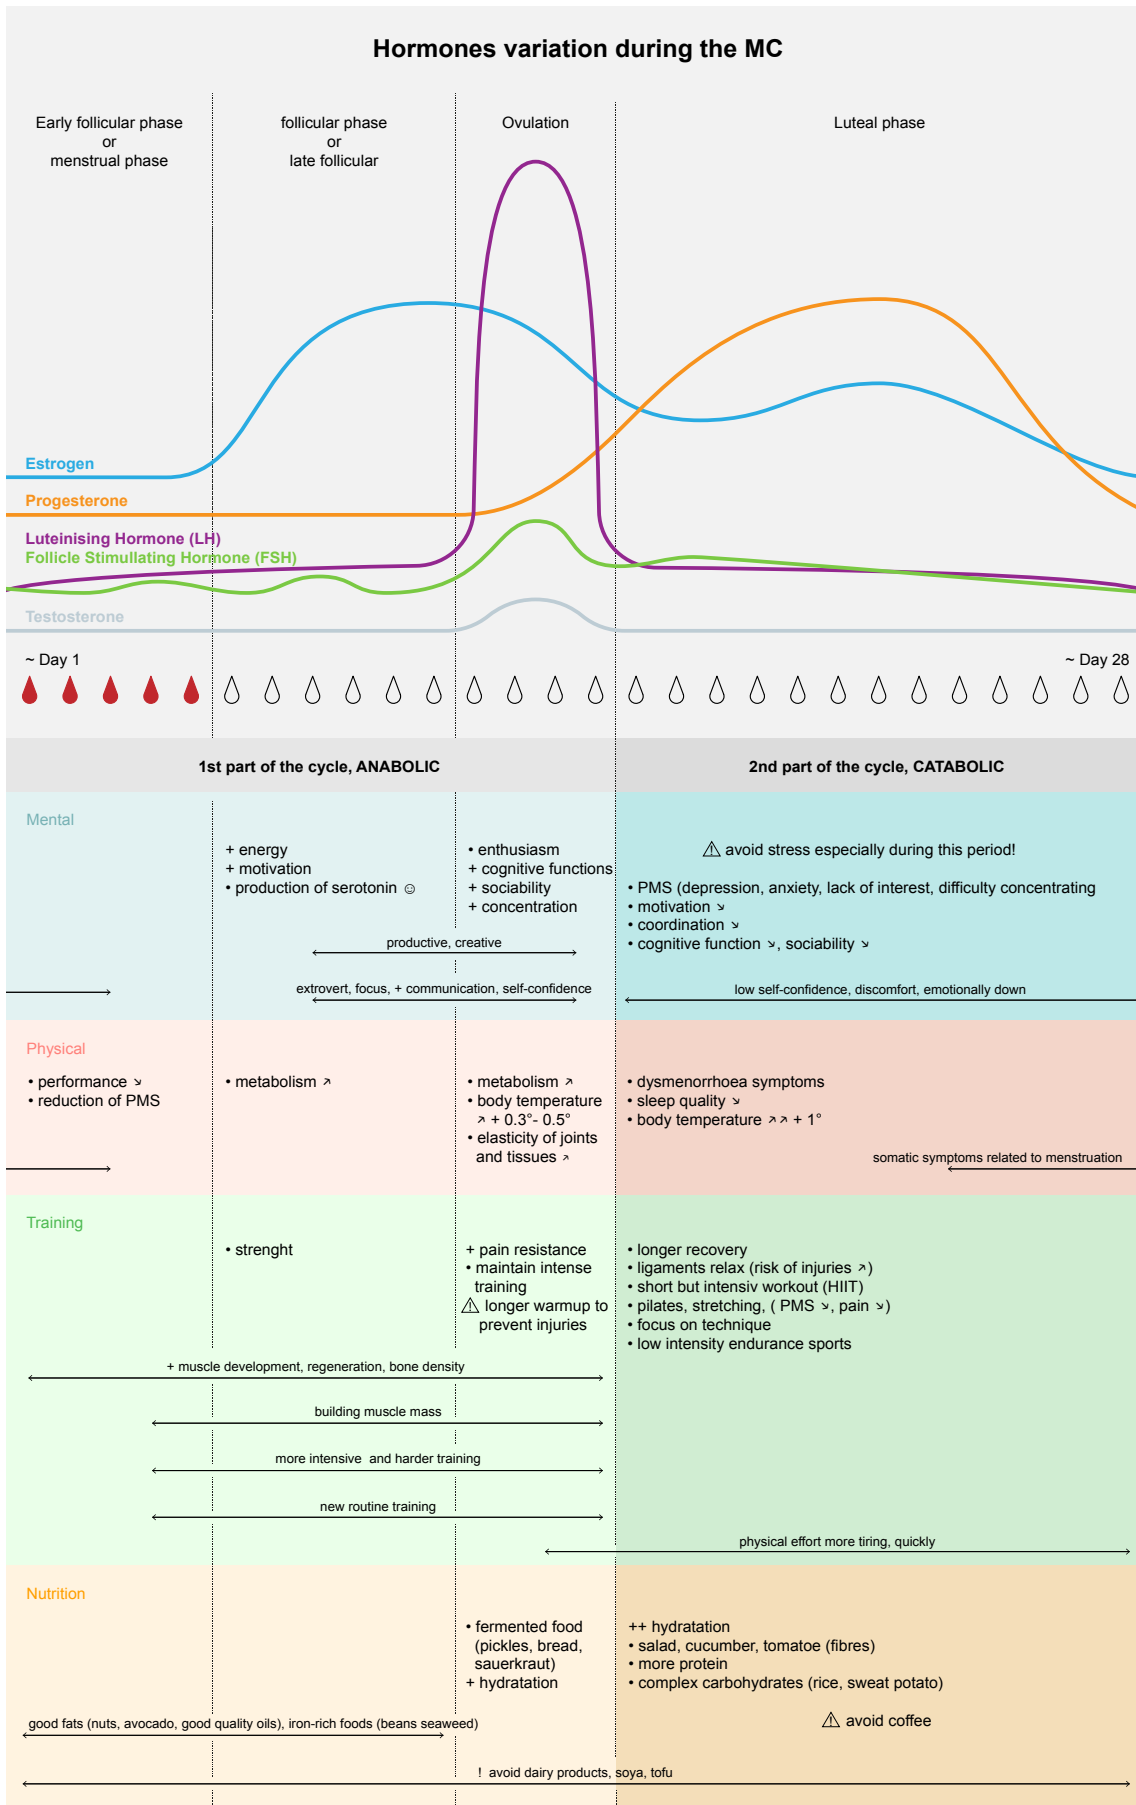 Hormones variation during the MC
Early follicular phase
or
menstrual phase
follicular phase
or
late follicular
Ovulation
Luteal phase
Estrogen
Progesterone
Luteinising Hormone (LH)
Follicle Stimullating Hormone (FSH)
Testosterone
~ Day 1
~ Day 28
1st part of the cycle, ANABOLIC
2nd part of the cycle, CATABOLIC
Mental
+ energy
+ motivation
• production of serotonin ☺
• enthusiasm
+ cognitive functions
+ sociability
+ concentration
⚠ avoid stress especially during this period!
• PMS (depression, anxiety, lack of interest, difficulty concentrating
• motivation ↘
• coordination ↘
• cognitive function ↘, sociability ↘
productive, creative
extrovert, focus, + communication, self-confidence
low self-confidence, discomfort, emotionally down
Physical
• performance ↘
• reduction of PMS
• metabolism ↗
• metabolism ↗
• body temperature
↗ + 0.3°- 0.5°
• elasticity of joints
and tissues ↗
• dysmenorrhoea symptoms
• sleep quality ↘
• body temperature ↗↗ + 1°
somatic symptoms related to menstruation
Training
• strenght
+ pain resistance
• maintain intense
training
⚠ longer warmup to
prevent injuries
• longer recovery
• ligaments relax (risk of injuries ↗)
• short but intensiv workout (HIIT)
• pilates, stretching, ( PMS ↘, pain ↘)
• focus on technique
• low intensity endurance sports
+ muscle development, regeneration, bone density
building muscle mass
more intensive and harder training
new routine training
physical effort more tiring, quickly
Nutrition
• fermented food
(pickles, bread,
sauerkraut)
+ hydratation
++ hydratation
• salad, cucumber, tomatoe (fibres)
• more protein
• complex carbohydrates (rice, sweat potato)
⚠ avoid coffee
good fats (nuts, avocado, good quality oils), iron-rich foods (beans seaweed)
! avoid dairy products, soya, tofu